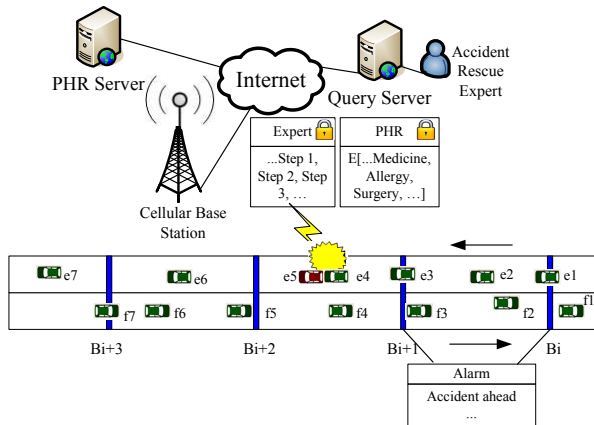 PHR Server
Internet
Query Server
Accident
Rescue
Expert
Expert
...Step 1,
Step 2, Step
3, ...
PHR
E[...Medicine,
Allergy,
Surgery, ...]
Cellular Base
Station
e7
e6
e5
e4
e3
e2
e1
f7
f6
f5
f4
f3
f2
f1
Bi+3
Bi+2
Bi+1
Bi
Alarm
Accident ahead
...